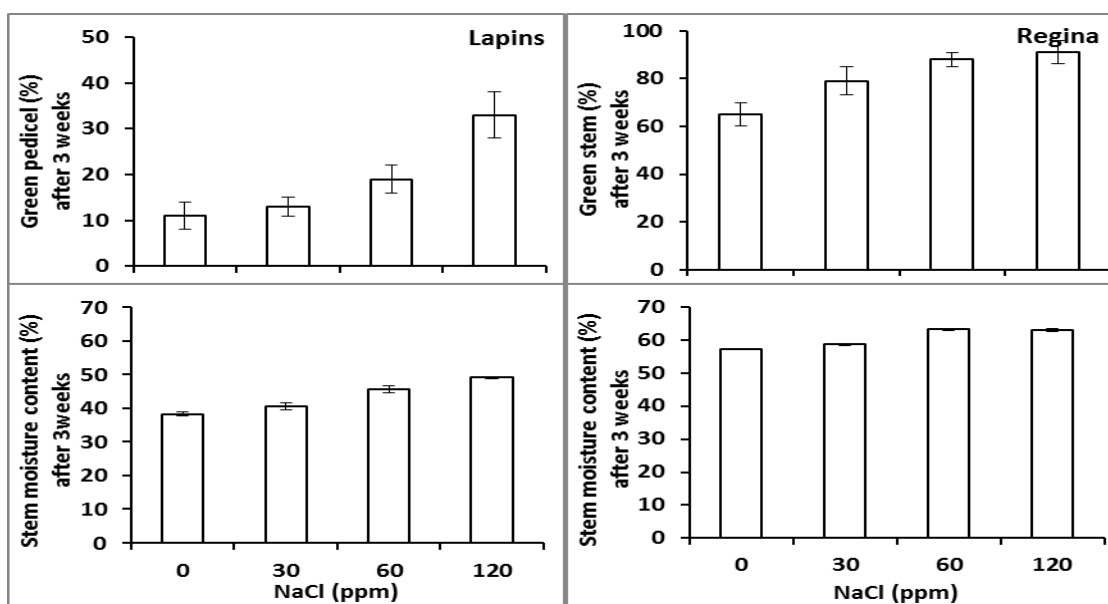 Lapins
Green pedicel (%)
after 3 weeks
50
40
30
20
10
0
Regina
Green stem (%)
after 3 weeks
100
80
60
40
20
0
Stem moisture content (%)
after 3weeks
70
60
50
40
30
20
10
0
0 30 60 120
NaCl (ppm)
Stem moisture content (%)
after 3 weeks
70
60
50
40
30
20
10
0
0 30 60 120
NaCl (ppm)